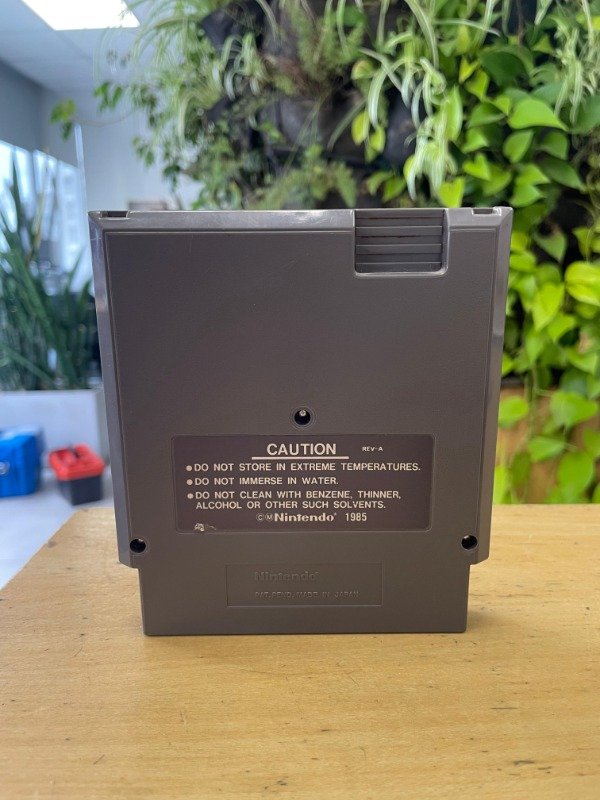 CAUTION REV-A
● DO NOT STORE IN EXTREME TEMPERATURES.
● DO NOT IMMERSE IN WATER.
● DO NOT CLEAN WITH BENZENE, THINNER,
ALCOHOL OR OTHER SUCH SOLVENTS.
©Ⓜ Nintendo® 1985
Nintendo®
PAT. PEND. MADE IN JAPAN